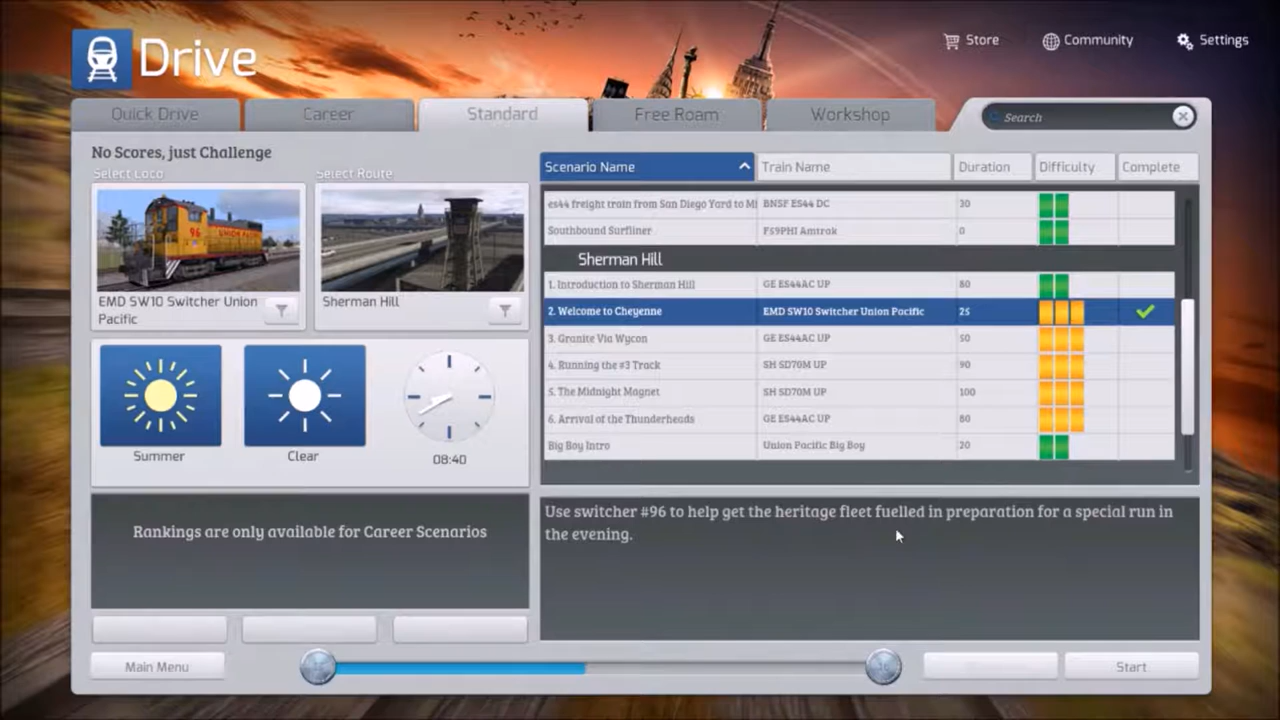 Drive
Store
Community
Settings
Quick Drive
Career
Standard
Free Roam
Workshop
Search
No Scores, just Challenge
Select Loco
Select Route
96 UNION PACIFIC
EMD SW10 Switcher Union
Pacific
Sherman Hill
Summer
Clear
08:40
Rankings are only available for Career Scenarios
Scenario Name Train Name Duration Difficulty Complete
es44 freight train from San Diego Yard to Mi BNSF ES44 DC 30
Southbound Surfliner F59PHI Amtrak 0
Sherman Hill
1. Introduction to Sherman Hill GE ES44AC UP 80
2. Welcome to Cheyenne EMD SW10 Switcher Union Pacific 25
3. Granite Via Wycon GE ES44AC UP 50
4. Running the #3 Track SH SD70M UP 90
5. The Midnight Magnet SH SD70M UP 100
6. Arrival of the Thunderheads GE ES44AC UP 80
Big Boy Intro Union Pacific Big Boy 20
Use switcher #96 to help get the heritage fleet fuelled in preparation for a special run in
the evening.
Main Menu
Start